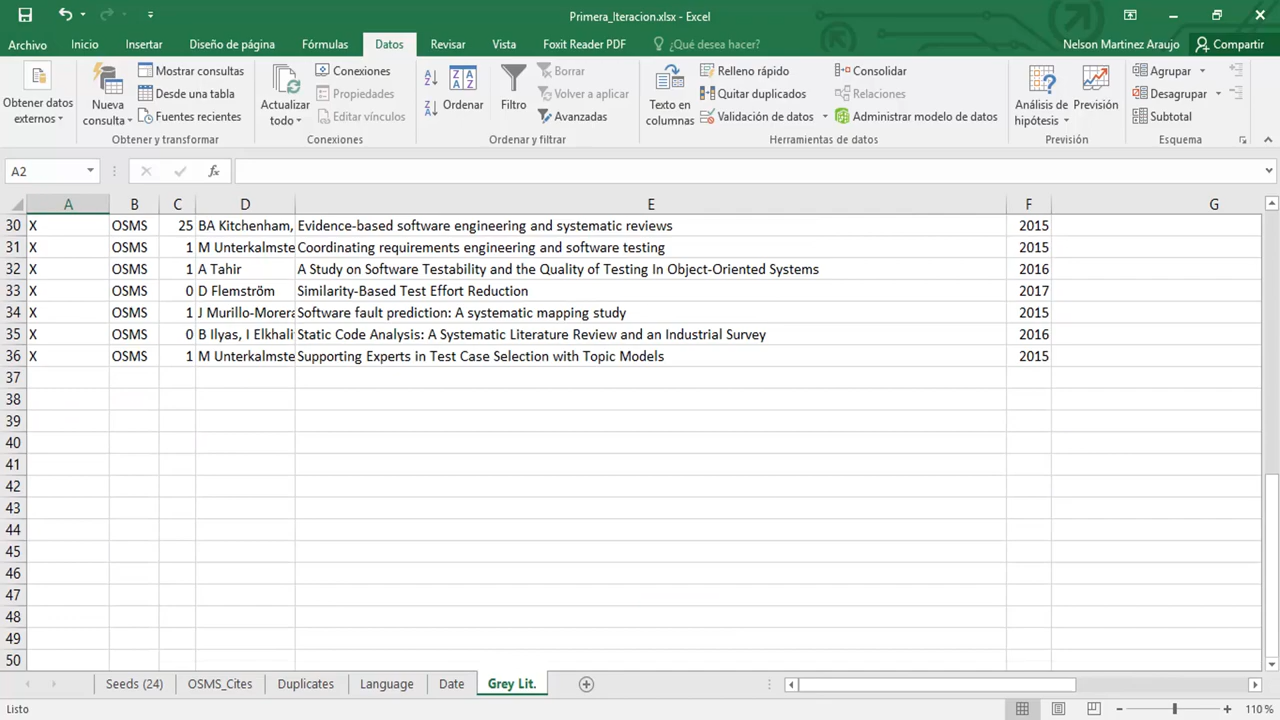 Primera_Iteracion.xlsx - Excel
Archivo Inicio Insertar Diseño de página Fórmulas Datos Revisar Vista Foxit Reader PDF ¿Qué desea hacer? Nelson Martinez Araujo Compartir
Obtener datos externos
Nueva consulta
Mostrar consultas
Desde una tabla
Fuentes recientes
Obtener y transformar
Actualizar todo
Conexiones
Propiedades
Editar vínculos
Conexiones
Ordenar
Filtro
Borrar
Volver a aplicar
Avanzadas
Ordenar y filtrar
Texto en columnas
Relleno rápido
Quitar duplicados
Validación de datos
Consolidar
Relaciones
Administrar modelo de datos
Herramientas de datos
Análisis de hipótesis
Previsión
Previsión
Agrupar
Desagrupar
Subtotal
Esquema
A2 fx
A B C D E F G
30 X OSMS 25 BA Kitchenham, Evidence-based software engineering and systematic reviews 2015
31 X OSMS 1 M Unterkalmste Coordinating requirements engineering and software testing 2015
32 X OSMS 1 A Tahir A Study on Software Testability and the Quality of Testing In Object-Oriented Systems 2016
33 X OSMS 0 D Flemström Similarity-Based Test Effort Reduction 2017
34 X OSMS 1 J Murillo-Morera Software fault prediction: A systematic mapping study 2015
35 X OSMS 0 B Ilyas, I Elkhali Static Code Analysis: A Systematic Literature Review and an Industrial Survey 2016
36 X OSMS 1 M Unterkalmste Supporting Experts in Test Case Selection with Topic Models 2015
37
38
39
40
41
42
43
44
45
46
47
48
49
50
Seeds (24) OSMS_Cites Duplicates Language Date Grey Lit.
Listo 110 %